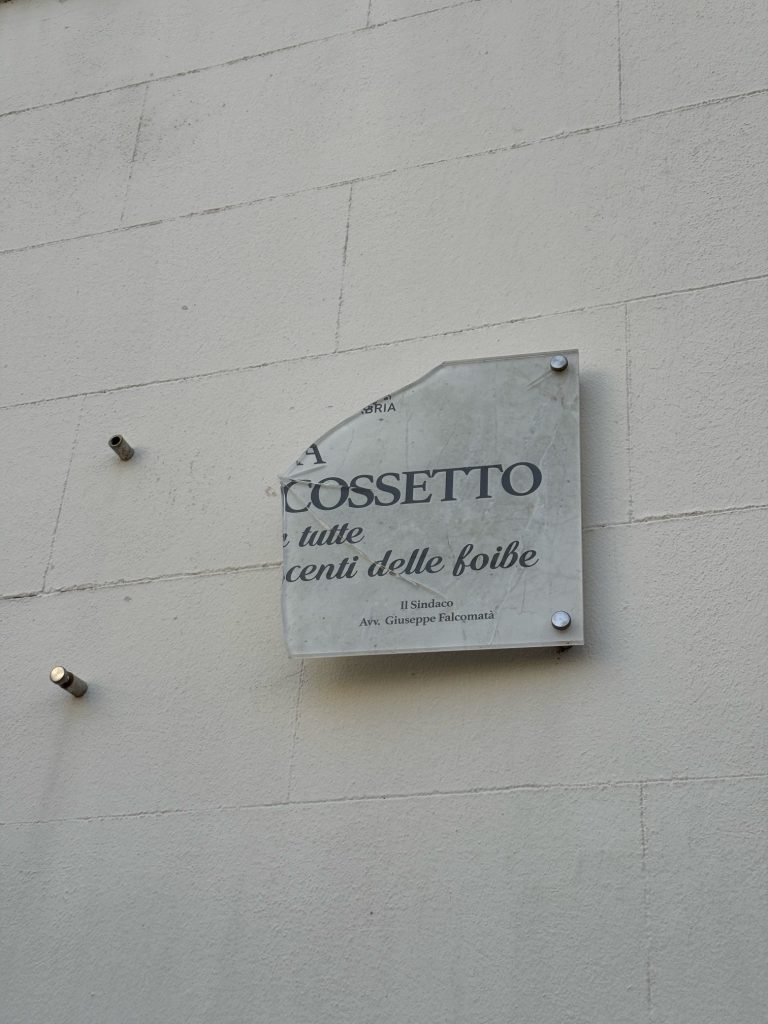 BRIA
A
COSSETTO
tutte
centi delle foibe
Il Sindaco
Avv. Giuseppe Falcomatà